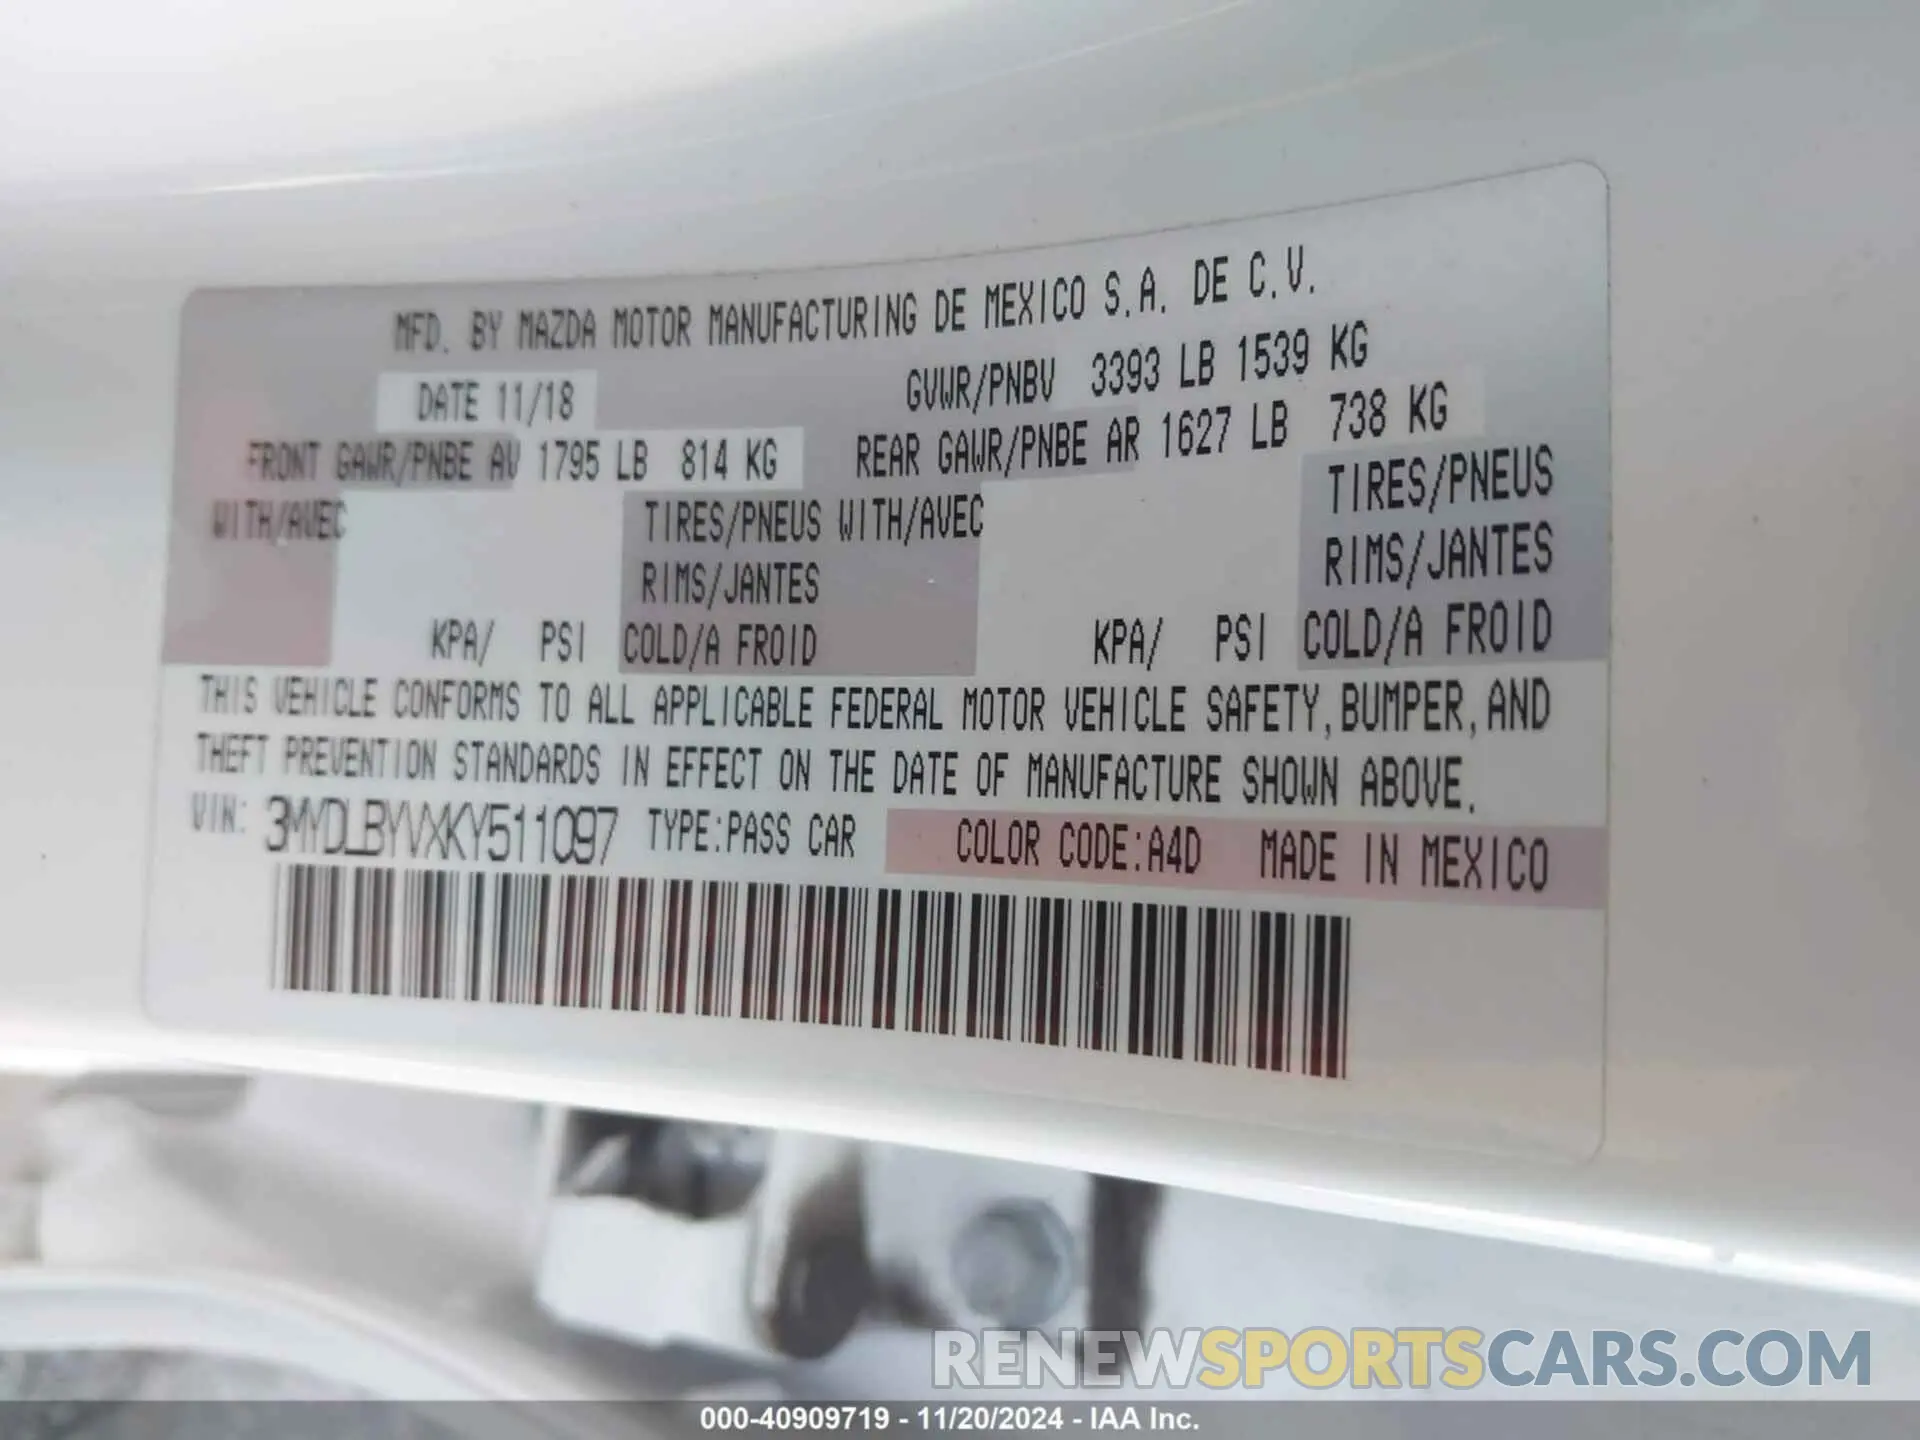 MFD. BY MAZDA MOTOR MANUFACTURING DE MEXICO S.A. DE C.V.
DATE 11/18 GVWR/PNBV 3393 LB 1539 KG
FRONT GAWR/PNBE AV 1795 LB 814 KG REAR GAWR/PNBE AR 1627 LB 738 KG
WITH/AVEC TIRES/PNEUS WITH/AVEC TIRES/PNEUS
RIMS/JANTES RIMS/JANTES
KPA/ PSI COLD/A FROID KPA/ PSI COLD/A FROID
THIS VEHICLE CONFORMS TO ALL APPLICABLE FEDERAL MOTOR VEHICLE SAFETY,BUMPER,AND
THEFT PREVENTION STANDARDS IN EFFECT ON THE DATE OF MANUFACTURE SHOWN ABOVE.
VIN: 3MYDLBYVXKY511097 TYPE:PASS CAR COLOR CODE:A4D MADE IN MEXICO
RENEWSPORTSCARS.COM
000-40909719 - 11/20/2024 - IAA Inc.